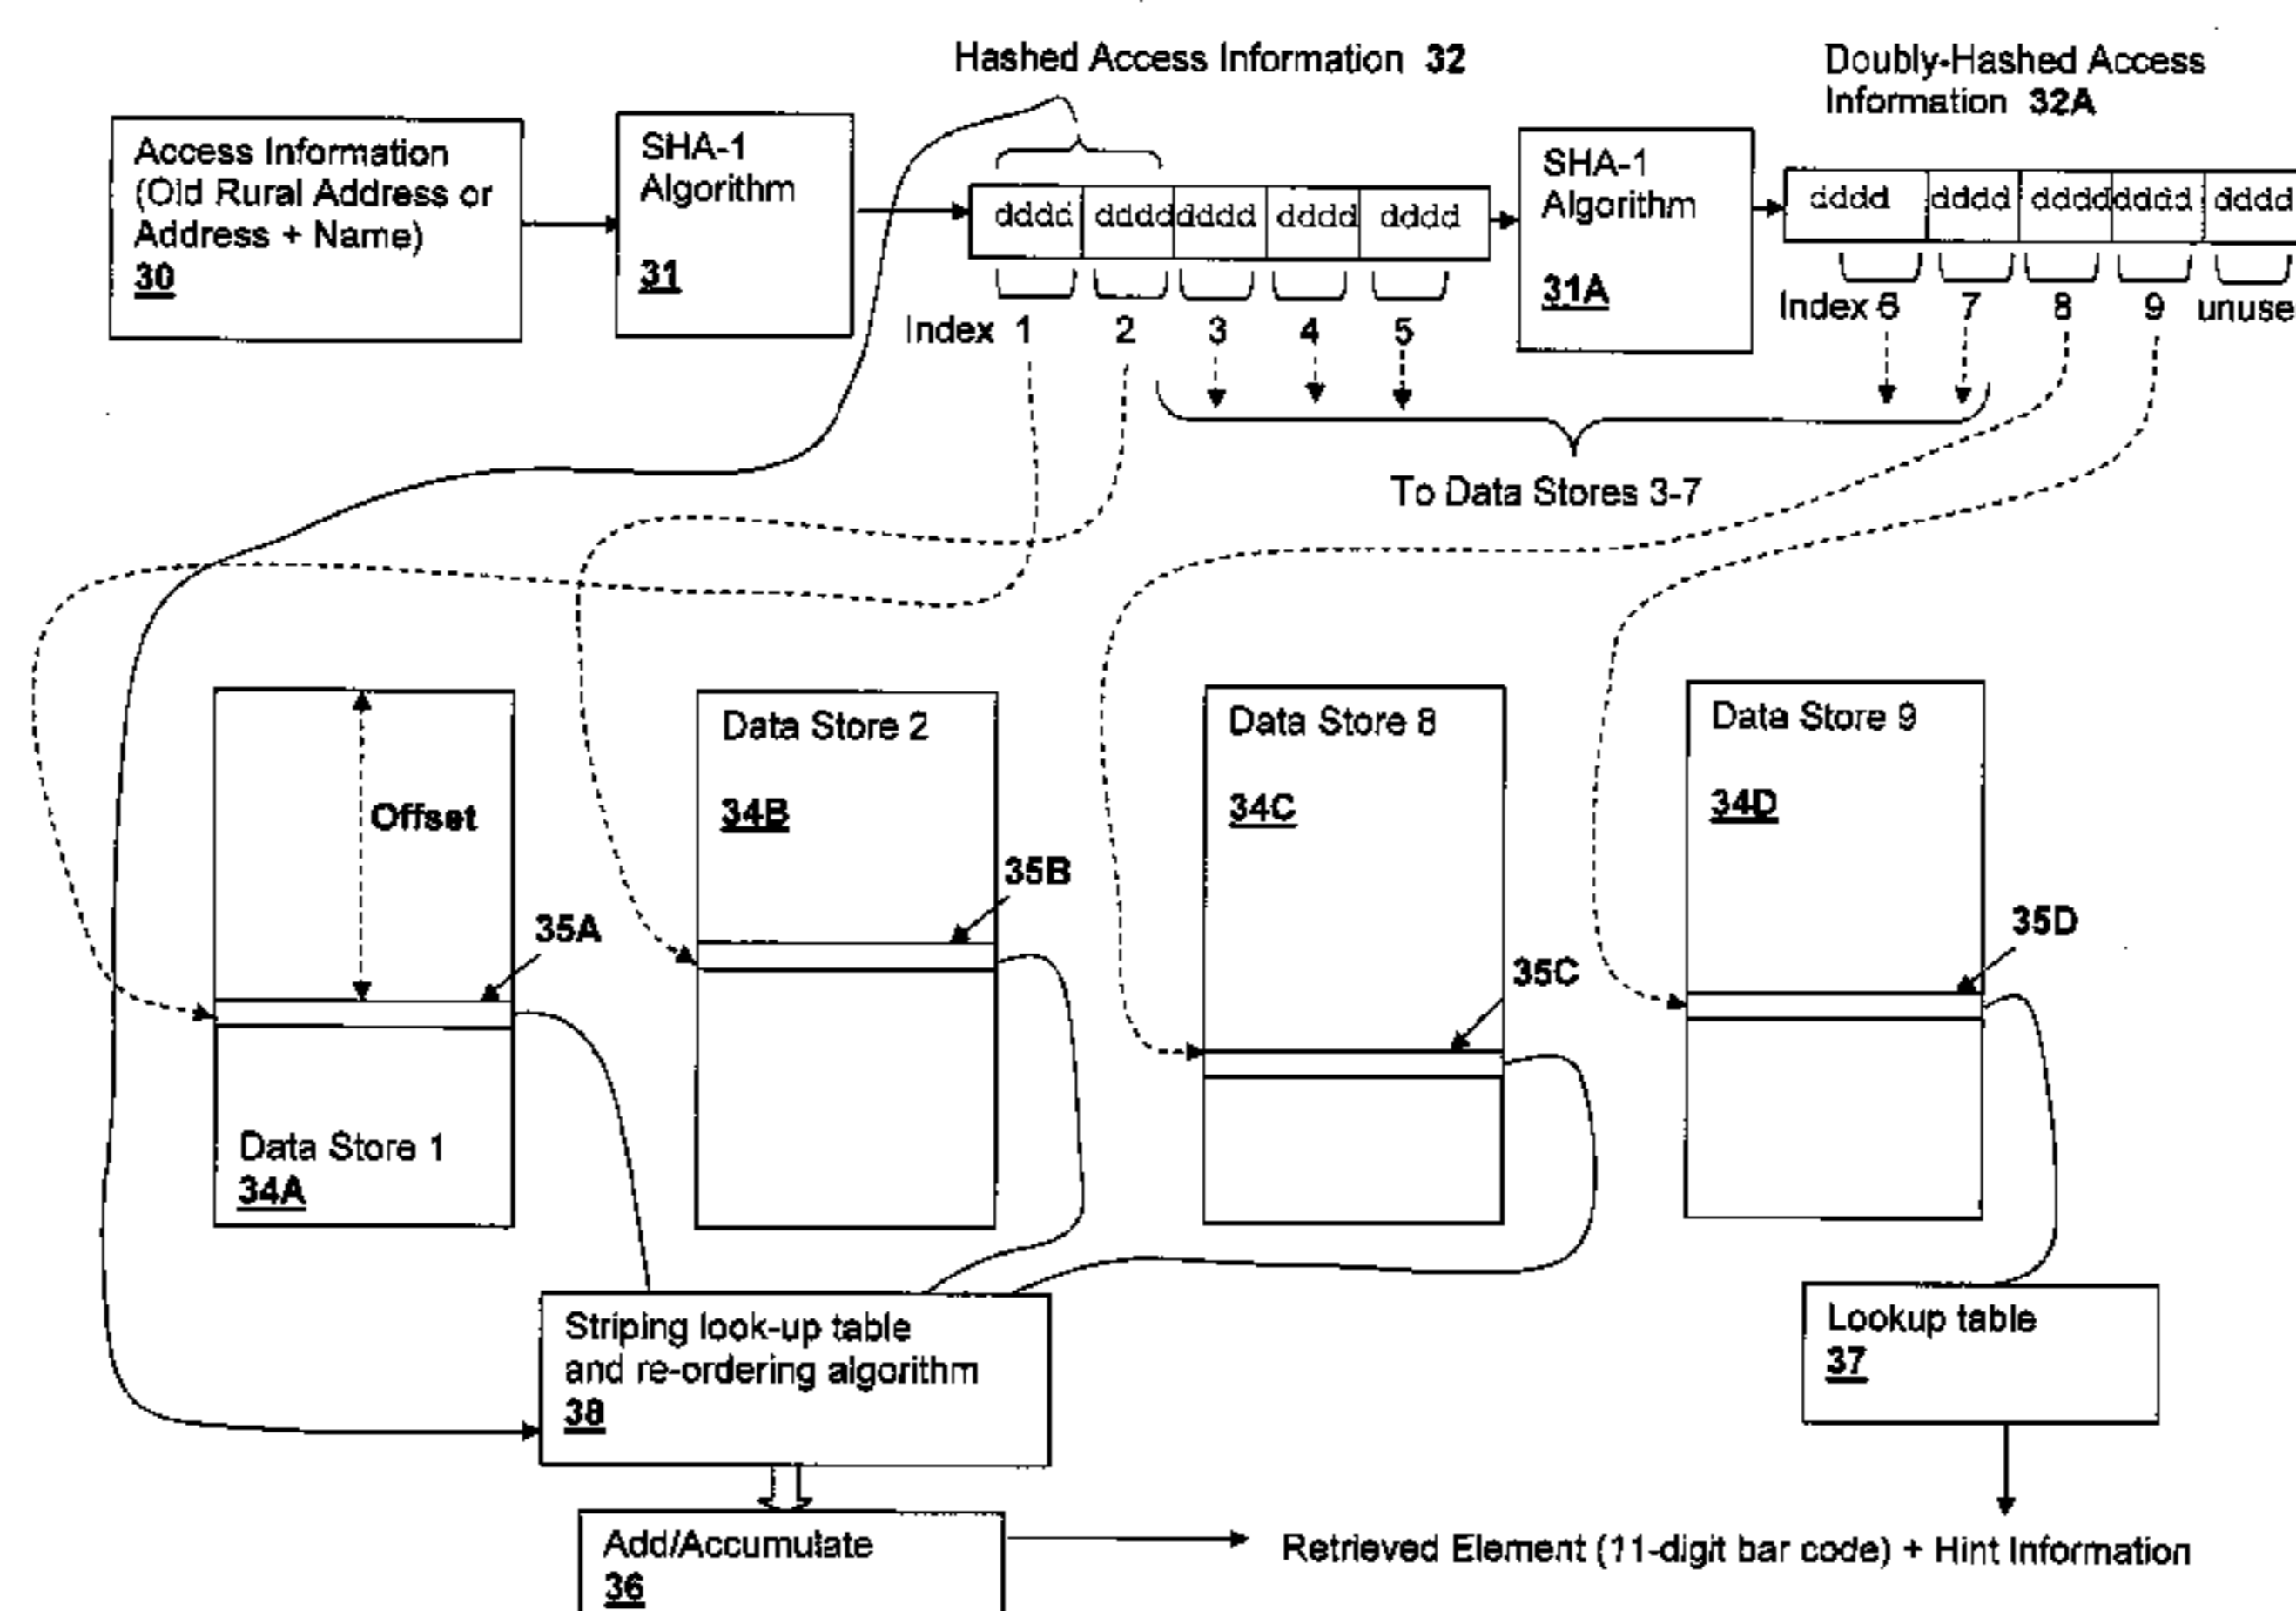 Hashed Access Information 32
Doubly-Hashed Access
Information 32A
Access Information
(Old Rural Address or
Address + Name)
30
SHA-1
Algorithm
31
dddd dddd dddd dddd dddd
SHA-1
Algorithm
31A
dddd dddd dddd dddd dddd
Index 1 2 3 4 5
Index 6 7 8 9 unuse
To Data Stores 3-7
Offset
35A
Data Store 1
34A
Data Store 2
34B
35B
Data Store 8
34C
35C
Data Store 9
34D
35D
Striping look-up table
and re-ordering algorithm
38
Lookup table
37
Add/Accumulate
36
Retrieved Element (11-digit bar code) + Hint Information